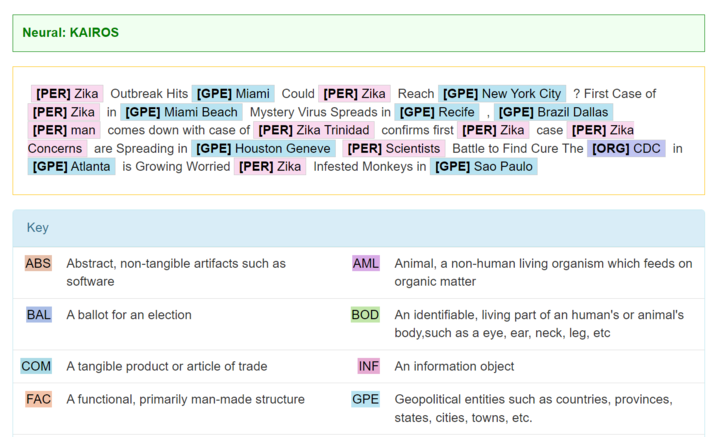 Neural: KAIROS
[PER] Zika Outbreak Hits [GPE] Miami Could [PER] Zika Reach [GPE] New York City ? First Case of
[PER] Zika in [GPE] Miami Beach Mystery Virus Spreads in [GPE] Recife , [GPE] Brazil Dallas
[PER] man comes down with case of [PER] Zika Trinidad confirms first [PER] Zika case [PER] Zika
Concerns are Spreading in [GPE] Houston Geneve [PER] Scientists Battle to Find Cure The [ORG] CDC in
[GPE] Atlanta is Growing Worried [PER] Zika Infested Monkeys in [GPE] Sao Paulo
Key
ABS Abstract, non-tangible artifacts such as
software
AML Animal, a non-human living organism which feeds on
organic matter
BAL A ballot for an election
BOD An identifiable, living part of an human's or animal's
body,such as a eye, ear, neck, leg, etc
COM A tangible product or article of trade
INF An information object
FAC A functional, primarily man-made structure
GPE Geopolitical entities such as countries, provinces,
states, cities, towns, etc.